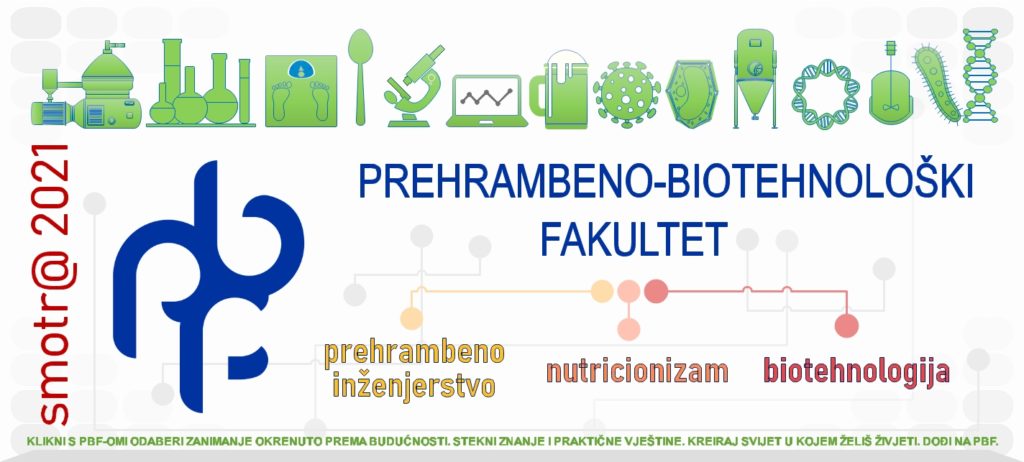 smotr@ 2021
PREHRAMBENO-BIOTEHNOLOŠKI
FAKULTET
prehrambeno
inženjerstvo
nutricionizam
biotehnologija
KLIKNI S PBF-OMI ODABERI ZANIMANJE OKRENUTO PREMA BUDUĆNOSTI. STEKNI ZNANJE I PRAKTIČNE VJEŠTINE. KREIRAJ SVIJET U KOJEM ŽELIŠ ŽIVJETI. DOĐI NA PBF.